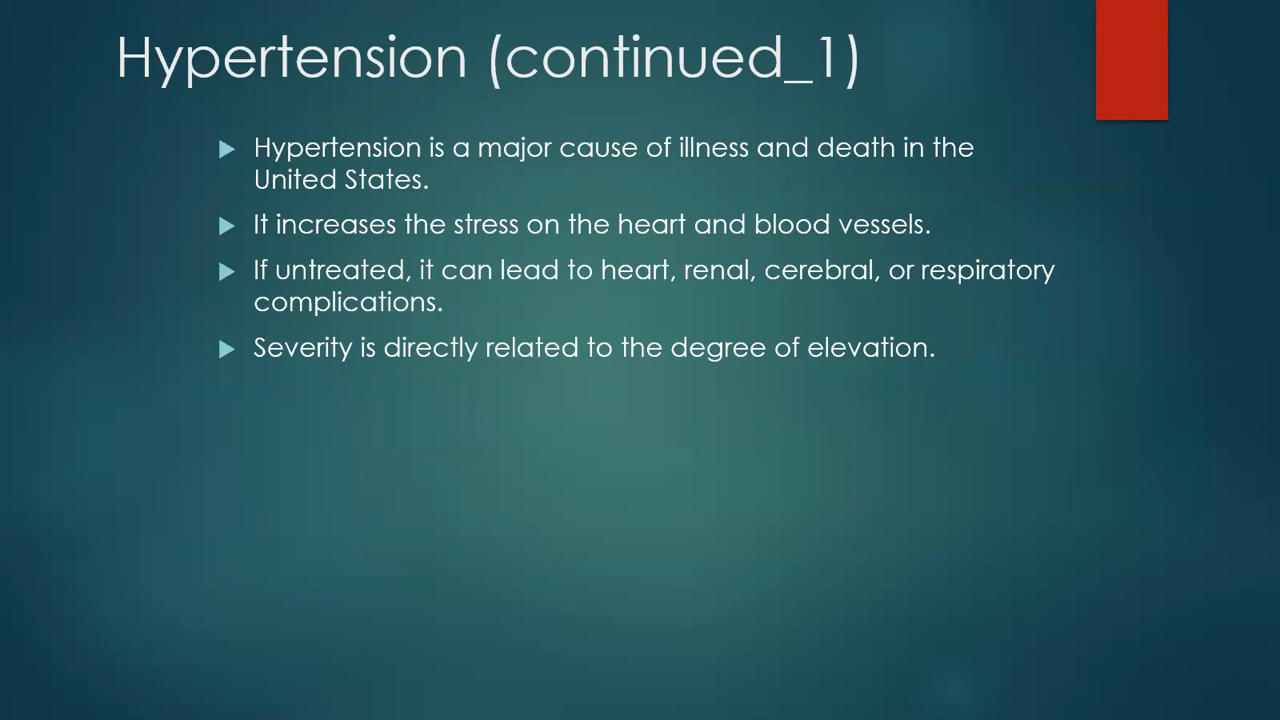 Hypertension (continued_1)
Hypertension is a major cause of illness and death in the
United States.
It increases the stress on the heart and blood vessels.
If untreated, it can lead to heart, renal, cerebral, or respiratory
complications.
Severity is directly related to the degree of elevation.